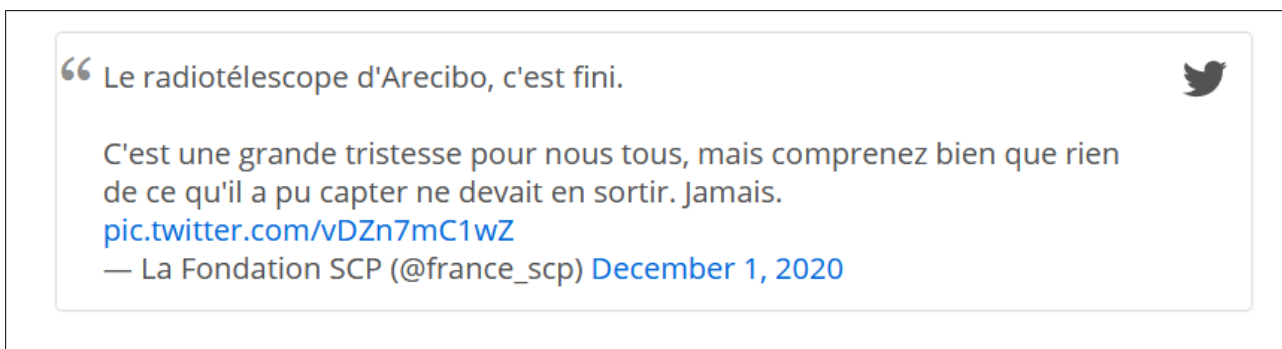 “ Le radiotélescope d'Arecibo, c'est fini.
C'est une grande tristesse pour nous tous, mais comprenez bien que rien
de ce qu'il a pu capter ne devait en sortir. Jamais.
pic.twitter.com/vDZn7mC1wZ
— La Fondation SCP (@france_scp) December 1, 2020